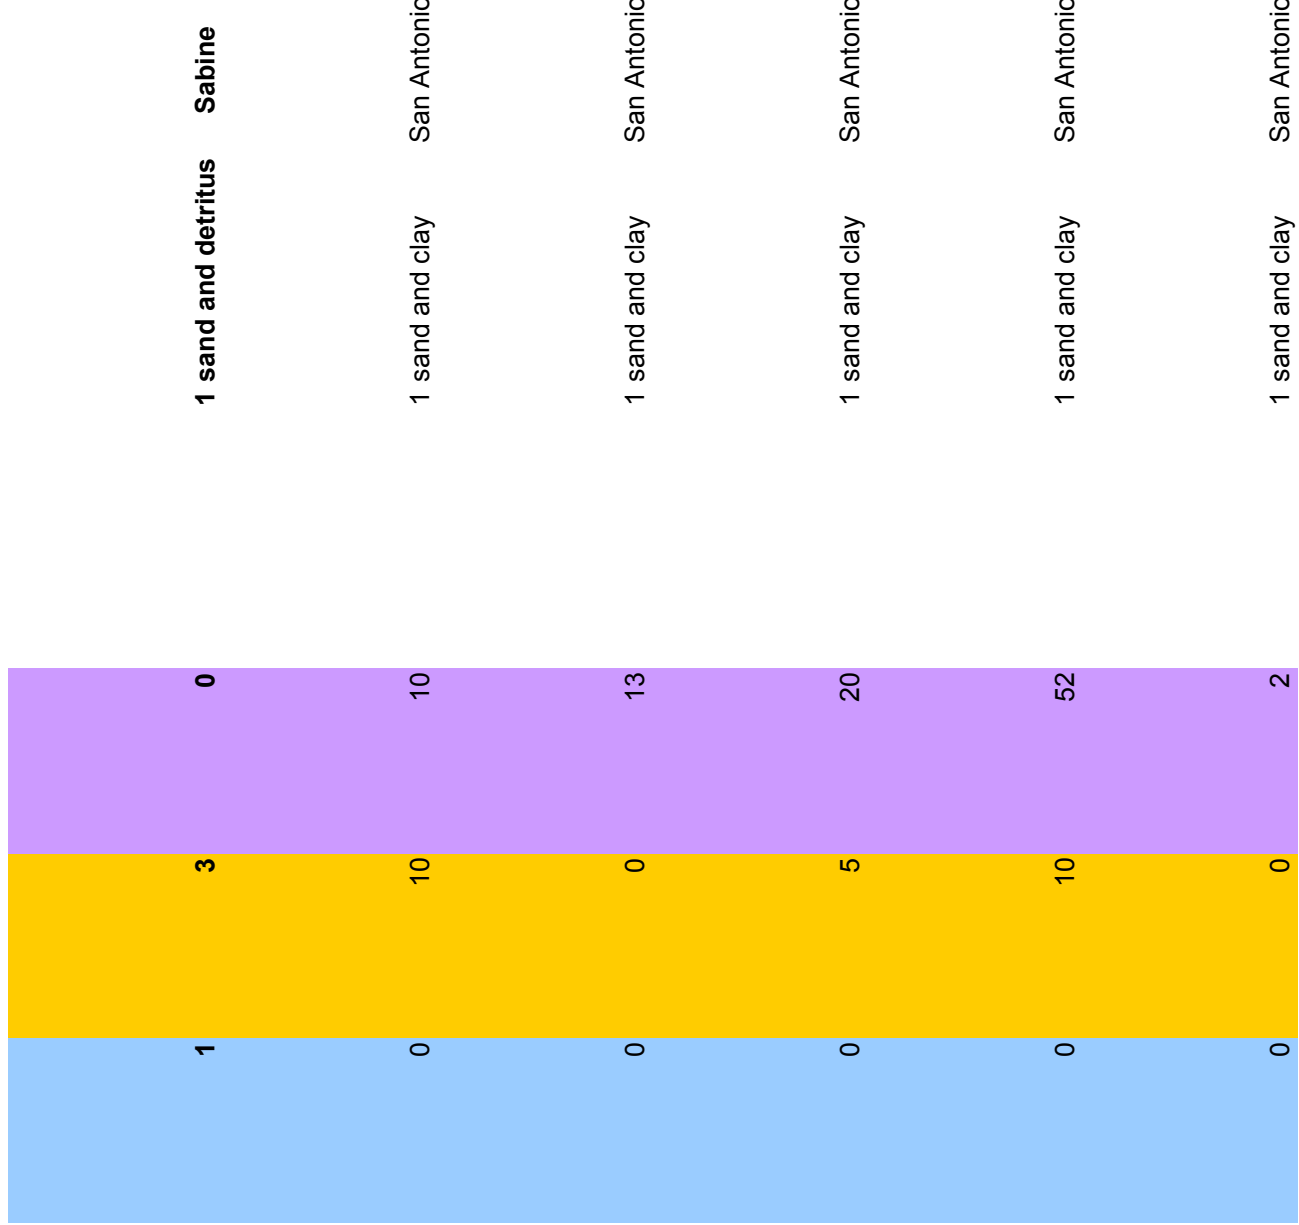 1 3 0 1 sand and detritus Sabine
0 10 10 1 sand and clay San Antonio
0 0 13 1 sand and clay San Antonio
0 5 20 1 sand and clay San Antonio
0 10 52 1 sand and clay San Antonio
0 0 2 1 sand and clay San Antonio